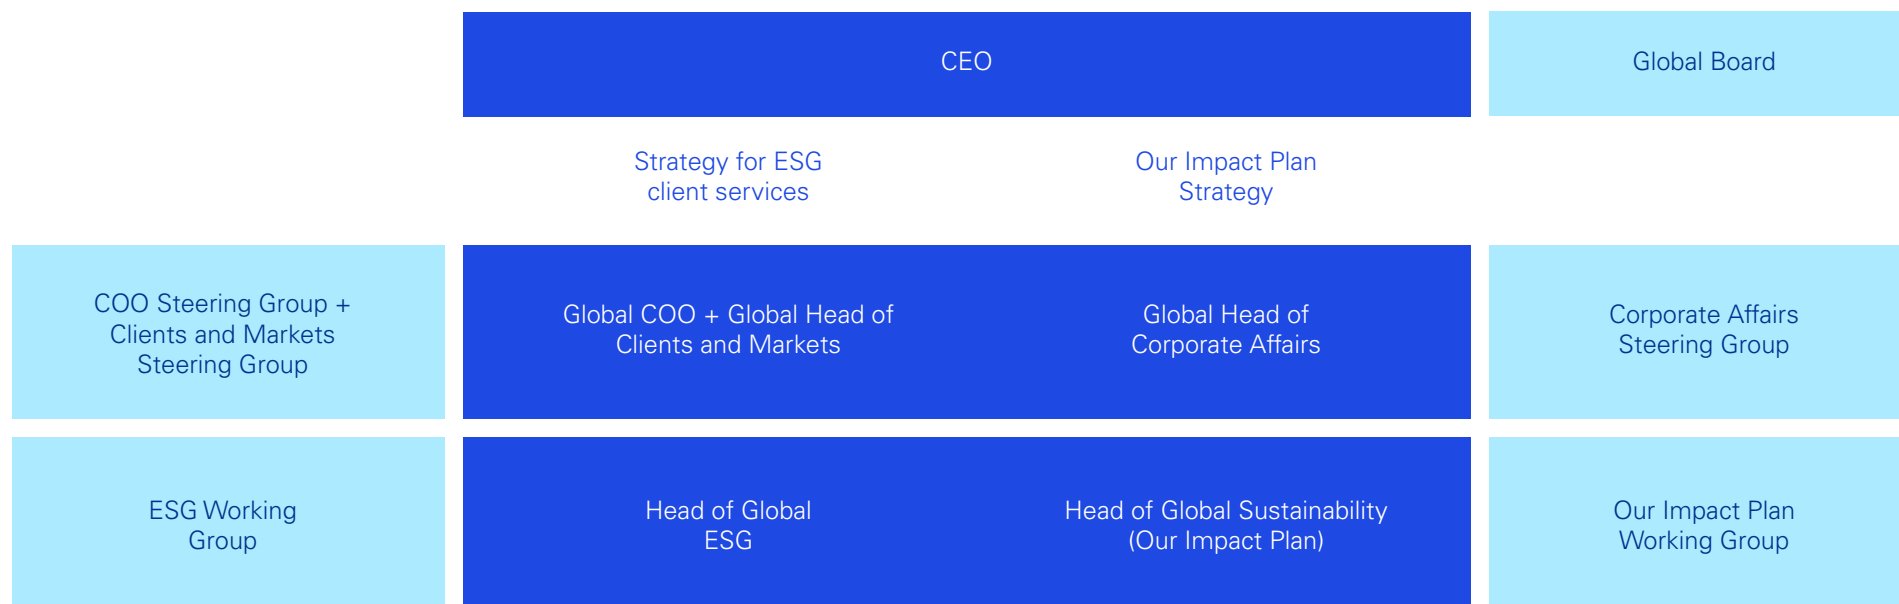 CEO
Global Board
Strategy for ESG
client services
Our Impact Plan
Strategy
COO Steering Group +
Clients and Markets
Steering Group
Global COO + Global Head of
Clients and Markets
Global Head of
Corporate Affairs
Corporate Affairs
Steering Group
ESG Working
Group
Head of Global
ESG
Head of Global Sustainability
(Our Impact Plan)
Our Impact Plan
Working Group